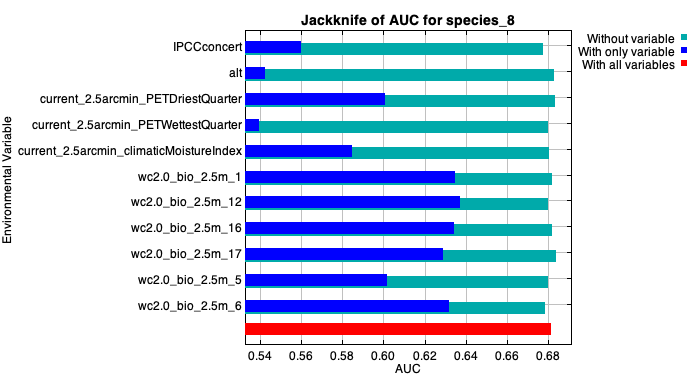 Jackknife of AUC for species_8
Without variable
With only variable
With all variables
Environmental Variable
IPCCconcert
alt
current_2.5arcmin_PETDriestQuarter
current_2.5arcmin_PETWettestQuarter
current_2.5arcmin_climaticMoistureIndex
wc2.0_bio_2.5m_1
wc2.0_bio_2.5m_12
wc2.0_bio_2.5m_16
wc2.0_bio_2.5m_17
wc2.0_bio_2.5m_5
wc2.0_bio_2.5m_6
0.54 0.56 0.58 0.60 0.62 0.64 0.66 0.68
AUC